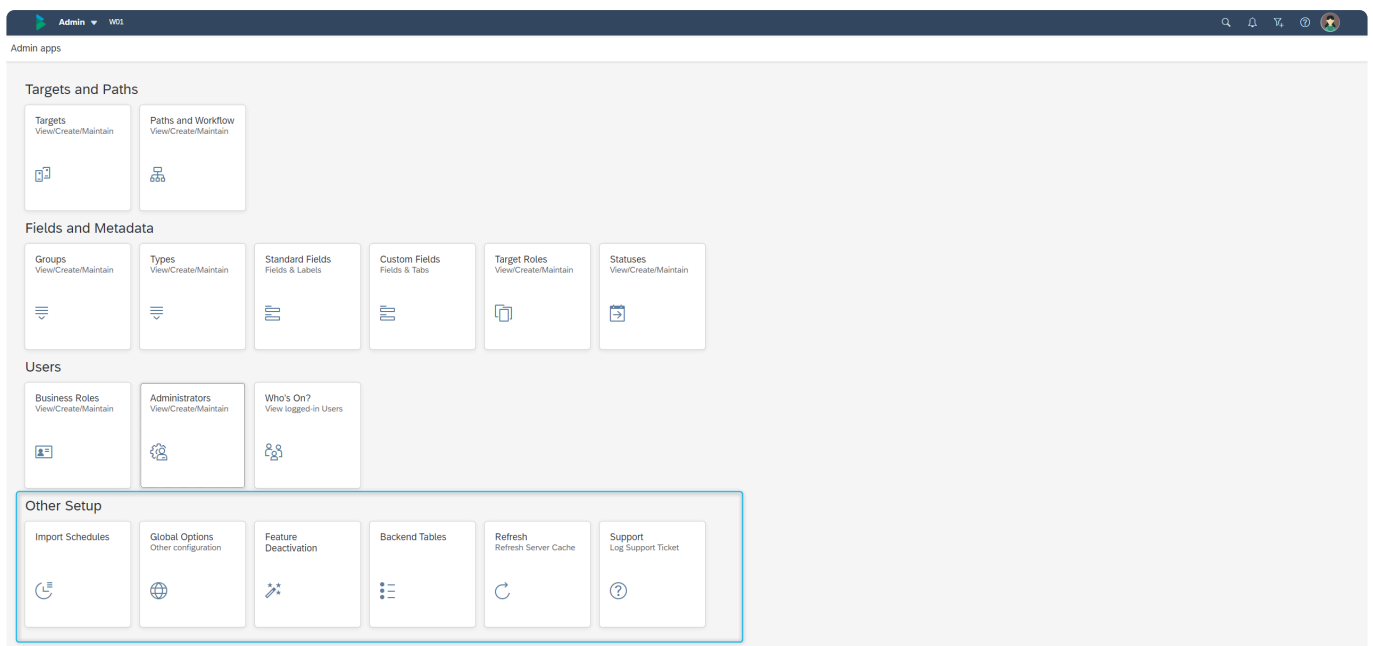 Admin W01
Admin apps
Targets and Paths
Targets
View/Create/Maintain
Paths and Workflow
View/Create/Maintain
Fields and Metadata
Groups
View/Create/Maintain
Types
View/Create/Maintain
Standard Fields
Fields & Labels
Custom Fields
Fields & Tabs
Target Roles
View/Create/Maintain
Statuses
View/Create/Maintain
Users
Business Roles
View/Create/Maintain
Administrators
View/Create/Maintain
Who's On?
View logged-in Users
Other Setup
Import Schedules
Global Options
Other configuration
Feature
Deactivation
Backend Tables
Refresh
Refresh Server Cache
Support
Log Support Ticket